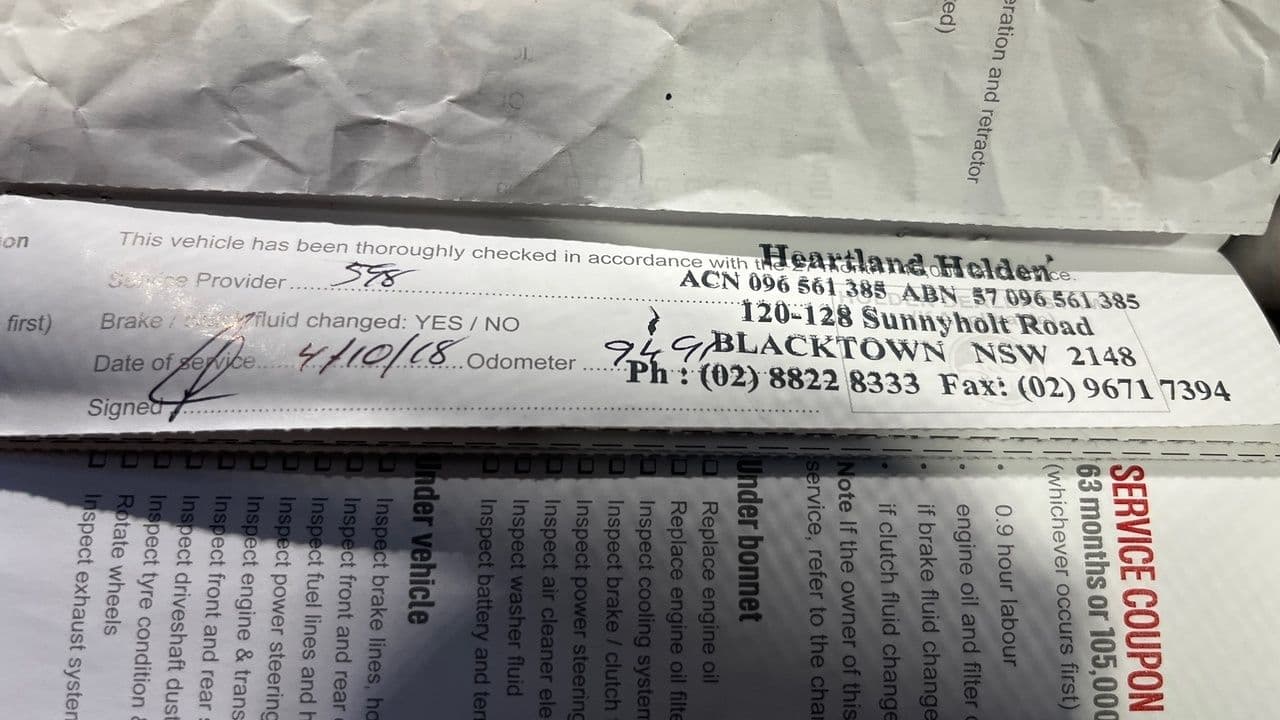 eration and retractor
ed)
on
This vehicle has been thoroughly checked in accordance with
Heartland Holden
Service Provider 598
ACN 096 561 385 ABN 57 096 561 385
120-128 Sunnyholt Road
first)
Brake / fluid changed: YES / NO
BLACKTOWN NSW 2148
Date of service 4/10/18 Odometer
Ph : (02) 8822 8333 Fax: (02) 9671 7394
Signed
SERVICE COUPON
63 months or 105,000
(whichever occurs first)
• 0.9 hour labour
• engine oil and filter
• if brake fluid change
• if clutch fluid change
Note If the owner of this
service, refer to the
Under bonnet
Replace engine oil
Replace engine oil filte
Inspect cooling system
Inspect brake / clutch
Inspect power steering
Inspect air cleaner ele
Inspect washer fluid
Inspect battery and ter
Under vehicle
Inspect brake lines, ho
Inspect front and rear
Inspect fuel lines and
Inspect power steering
Inspect engine & trans
Inspect front and rear
Inspect driveshaft dust
Inspect tyre condition
Rotate wheels
Inspect exhaust system